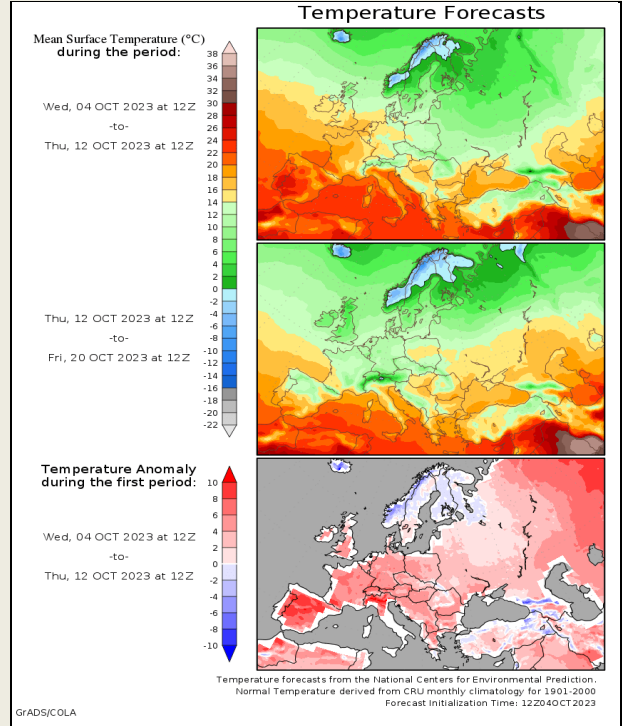 Temperature Forecasts
Mean Surface Temperature (°C)
during the period:
Wed, 04 OCT 2023 at 12Z
-to-
Thu, 12 OCT 2023 at 12Z
38
36
34
32
30
28
26
24
22
20
18
16
14
12
10
8
6
4
2
0
-2
-4
-6
-8
-10
-12
-14
-16
-18
-20
-22
Thu, 12 OCT 2023 at 12Z
-to-
Fri, 20 OCT 2023 at 12Z
Temperature Anomaly
during the first period:
Wed, 04 OCT 2023 at 12Z
-to-
Thu, 12 OCT 2023 at 12Z
10
8
6
4
2
0
-2
-4
-6
-8
-10
Temperature forecasts from the National Centers for Environmental Prediction.
Normal Temperature derived from CRU monthly climatology for 1901-2000
Forecast Initialization Time: 12Z04OCT2023
GrADS/COLA